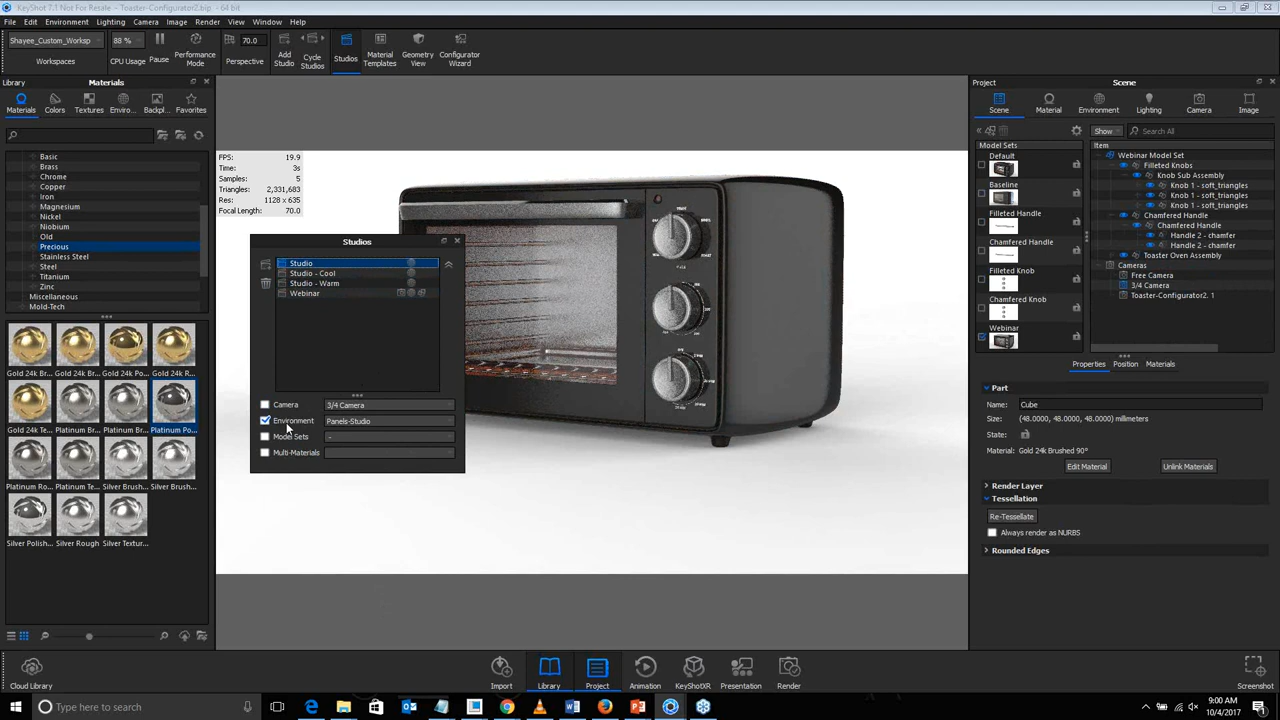 KeyShot 7.1 Not For Resale - Toaster-Configurator2.bip - 64 bit
File Edit Environment Lighting Camera Image Render View Window Help
Shayee_Custom_Worksp
88 %
70.0
Workspaces
CPU Usage
Pause
Performance Mode
Perspective
Add Studio
Cycle Studios
Studios
Material Templates
Geometry View
Configurator Wizard
Library
Materials
Project
Scene
Materials Colors Textures Enviro... Backpl... Favorites
Scene Material Environment Lighting Camera Image
Basic
Brass
Chrome
Copper
Iron
Magnesium
Nickel
Niobium
Old
Precious
Stainless Steel
Steel
Titanium
Zinc
Miscellaneous
Mold-Tech
Gold 24k Br... Gold 24k Br... Gold 24k Po... Gold 24k R...
Gold 24k Te... Platinum Br... Platinum Br... Platinum Po...
Platinum Ro... Platinum Te... Silver Brush... Silver Brush...
Silver Polish... Silver Rough Silver Textur...
FPS: 19.9
Time: 3s
Samples: 5
Triangles: 2,331,683
Res: 1128 x 635
Focal Length: 70.0
Studios
Studio
Studio - Cool
Studio - Warm
Webinar
Camera 3/4 Camera
Environment Panels-Studio
Model Sets -
Multi-Materials
Show
Search All
Model Sets
Default
Baseline
Filleted Handle
Chamfered Handle
Filleted Knob
Chamfered Knob
Webinar
Item
Webinar Model Set
Filleted Knobs
Knob Sub Assembly
Knob 1 - soft_triangles
Knob 1 - soft_triangles
Knob 1 - soft_triangles
Chamfered Handle
Chamfered Handle
Handle 2 - chamfer
Handle 2 - chamfer
Toaster Oven Assembly
Cameras
Free Camera
3/4 Camera
Toaster-Configurator2. 1
Properties Position Materials
Part
Name: Cube
Size: (48.0000, 48.0000, 48.0000) millimeters
State:
Material: Gold 24k Brushed 90°
Edit Material
Unlink Materials
Render Layer
Tessellation
Re-Tessellate
Always render as NURBS
Rounded Edges
Cloud Library
Import
Library
Project
Animation
KeyShotXR
Presentation
Render
Screenshot
Type here to search
9:00 AM
10/4/2017